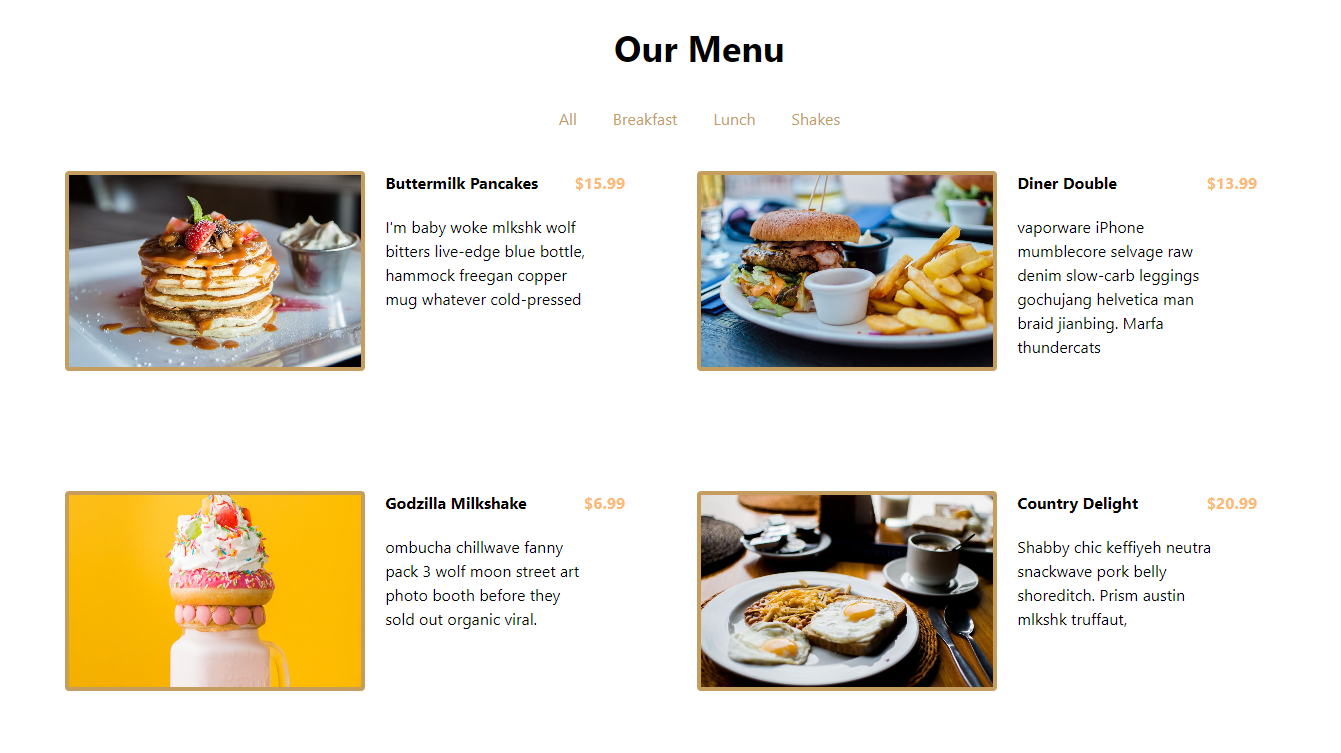 Our Menu
All Breakfast Lunch Shakes
Buttermilk Pancakes $15.99
I'm baby woke mlkshk wolf
bitters live-edge blue bottle,
hammock freegan copper
mug whatever cold-pressed
Diner Double $13.99
vaporware iPhone
mumblecore selvage raw
denim slow-carb leggings
gochujang helvetica man
braid jianbing. Marfa
thundercats
Godzilla Milkshake $6.99
ombucha chillwave fanny
pack 3 wolf moon street art
photo booth before they
sold out organic viral.
Country Delight $20.99
Shabby chic keffiyeh neutra
snackwave pork belly
shoreditch. Prism austin
mlkshk truffaut,